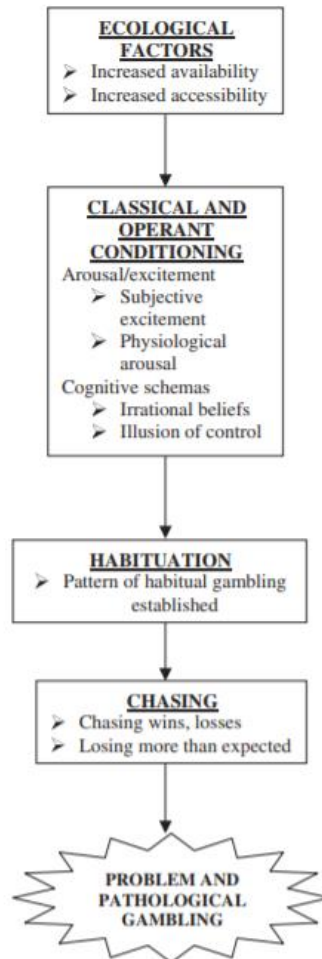 ECOLOGICAL
FACTORS
➤ Increased availability
➤ Increased accessibility
CLASSICAL AND
OPERANT
CONDITIONING
Arousal/excitement
➤ Subjective
excitement
➤ Physiological
arousal
Cognitive schemas
➤ Irrational beliefs
➤ Illusion of control
HABITUATION
➤ Pattern of habitual gambling
established
CHASING
➤ Chasing wins, losses
➤ Losing more than expected
PROBLEM AND
PATHOLOGICAL
GAMBLING